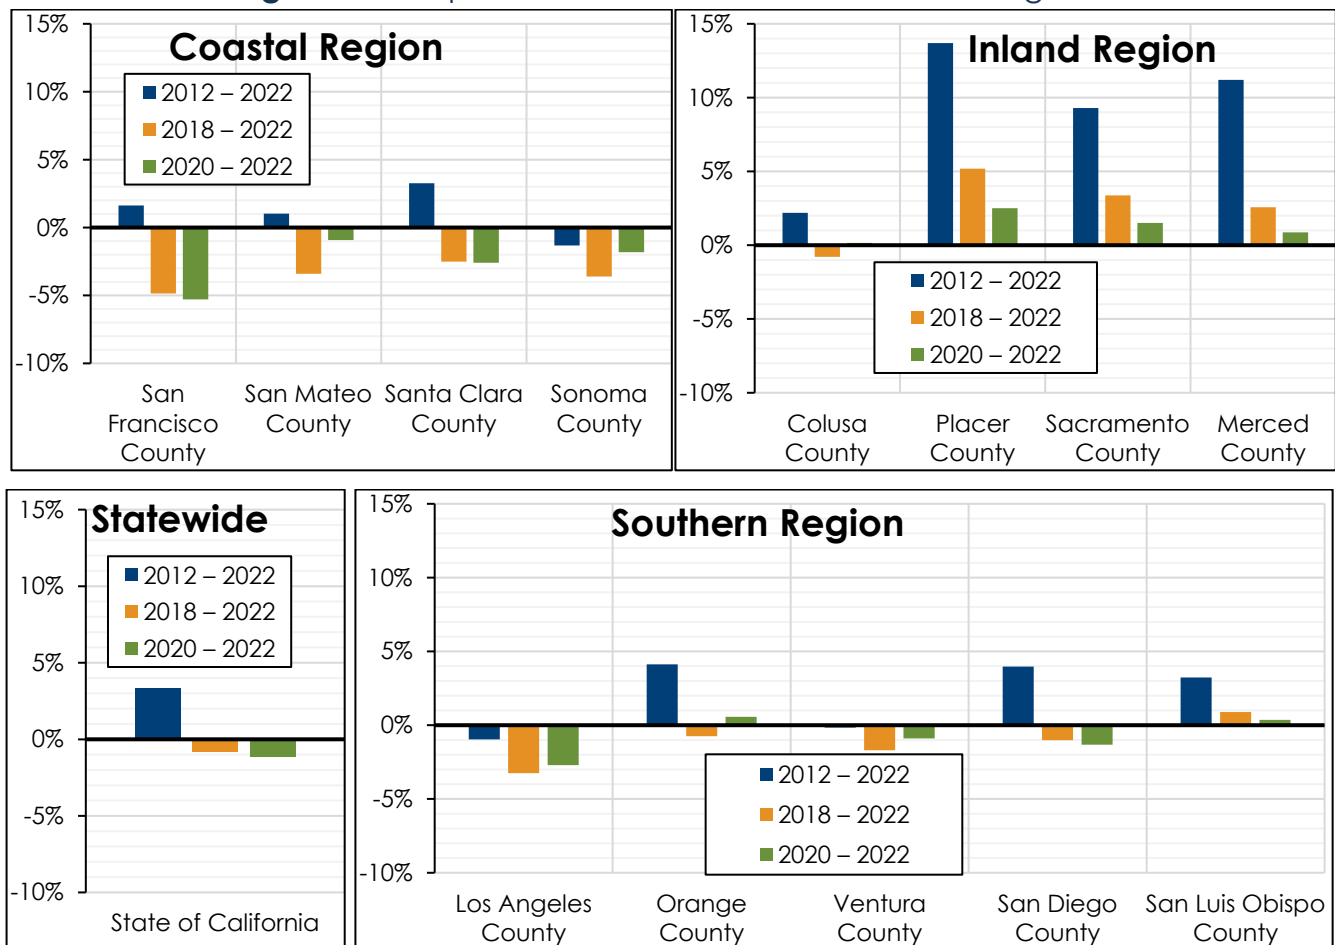 15%
10%
5%
0%
-5%
-10%
Coastal Region
2012 – 2022
2018 – 2022
2020 – 2022
San
Francisco
County
San Mateo
County
Santa Clara
County
Sonoma
County
15%
10%
5%
0%
-5%
-10%
Inland Region
2012 – 2022
2018 – 2022
2020 – 2022
Colusa
County
Placer
County
Sacramento
County
Merced
County
15%
10%
5%
0%
-5%
-10%
Statewide
2012 – 2022
2018 – 2022
2020 – 2022
State of California
15%
10%
5%
0%
-5%
-10%
Southern Region
2012 – 2022
2018 – 2022
2020 – 2022
Los Angeles
County
Orange
County
Ventura
County
San Diego
County
San Luis Obispo
County